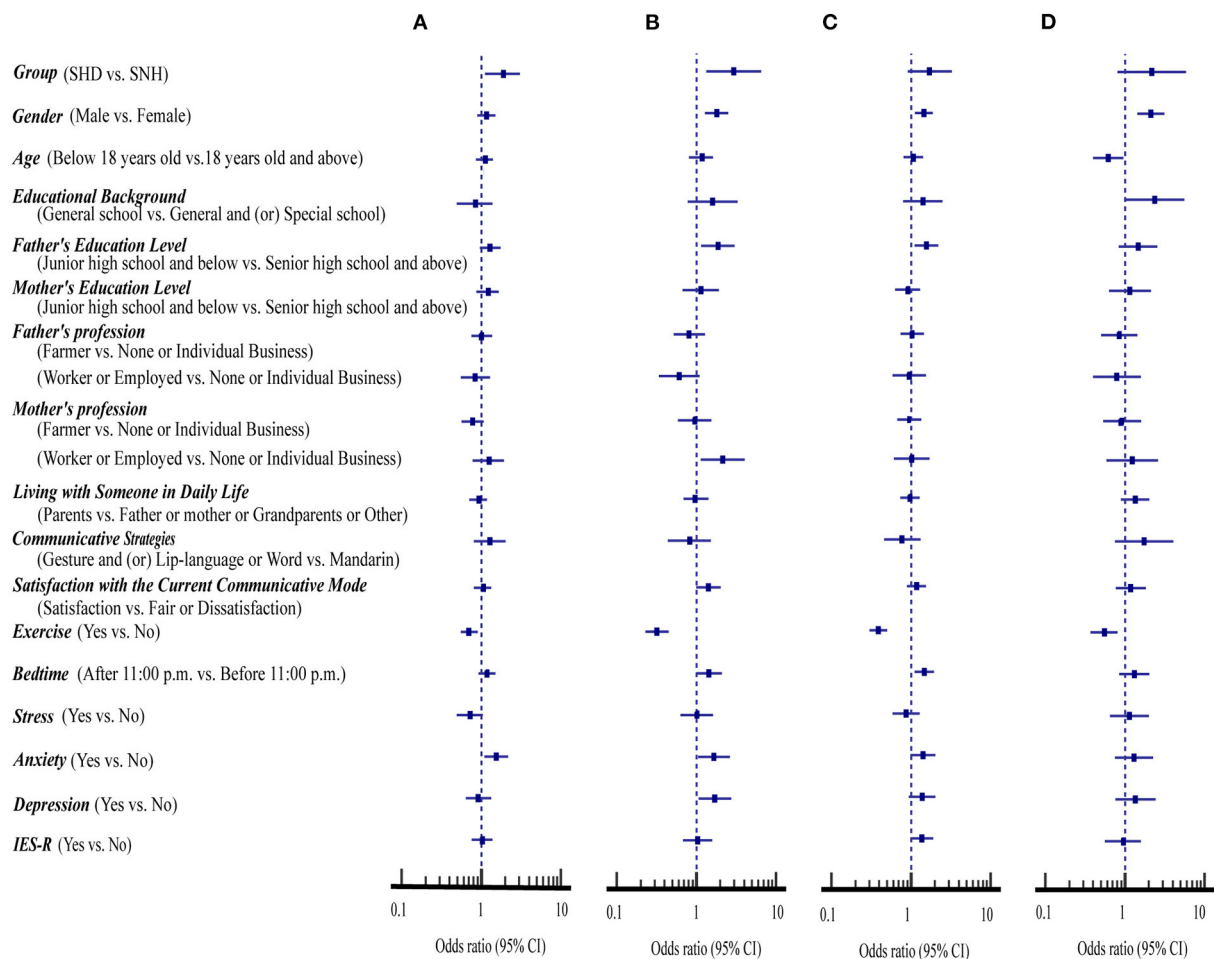 A B C D
Group (SHD vs. SNH)
Gender (Male vs. Female)
Age (Below 18 years old vs.18 years old and above)
Educational Background
(General school vs. General and (or) Special school)
Father's Education Level
(Junior high school and below vs. Senior high school and above)
Mother's Education Level
(Junior high school and below vs. Senior high school and above)
Father's profession
(Farmer vs. None or Individual Business)
(Worker or Employed vs. None or Individual Business)
Mother's profession
(Farmer vs. None or Individual Business)
(Worker or Employed vs. None or Individual Business)
Living with Someone in Daily Life
(Parents vs. Father or mother or Grandparents or Other)
Communicative Strategies
(Gesture and (or) Lip-language or Word vs. Mandarin)
Satisfaction with the Current Communicative Mode
(Satisfaction vs. Fair or Dissatisfaction)
Exercise (Yes vs. No)
Bedtime (After 11:00 p.m. vs. Before 11:00 p.m.)
Stress (Yes vs. No)
Anxiety (Yes vs. No)
Depression (Yes vs. No)
IES-R (Yes vs. No)
0.1 1 10 0.1 1 10 0.1 1 10 0.1 1 10
Odds ratio (95% CI) Odds ratio (95% CI) Odds ratio (95% CI) Odds ratio (95% CI)